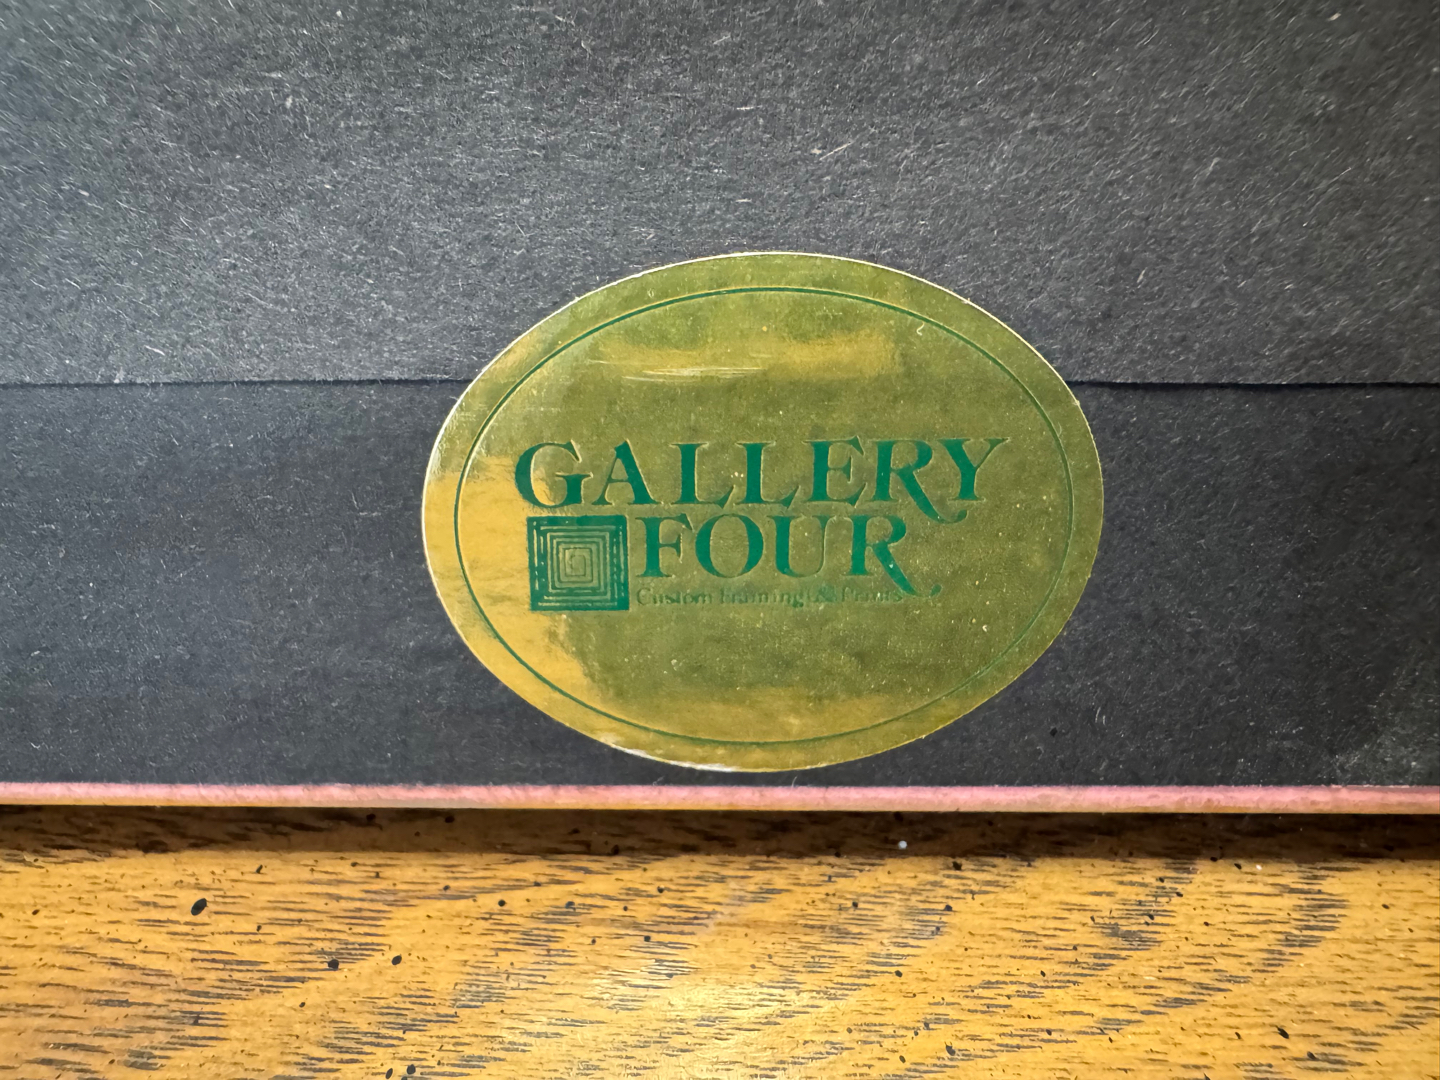 GALLERY
FOUR
Custom Framing & Prints